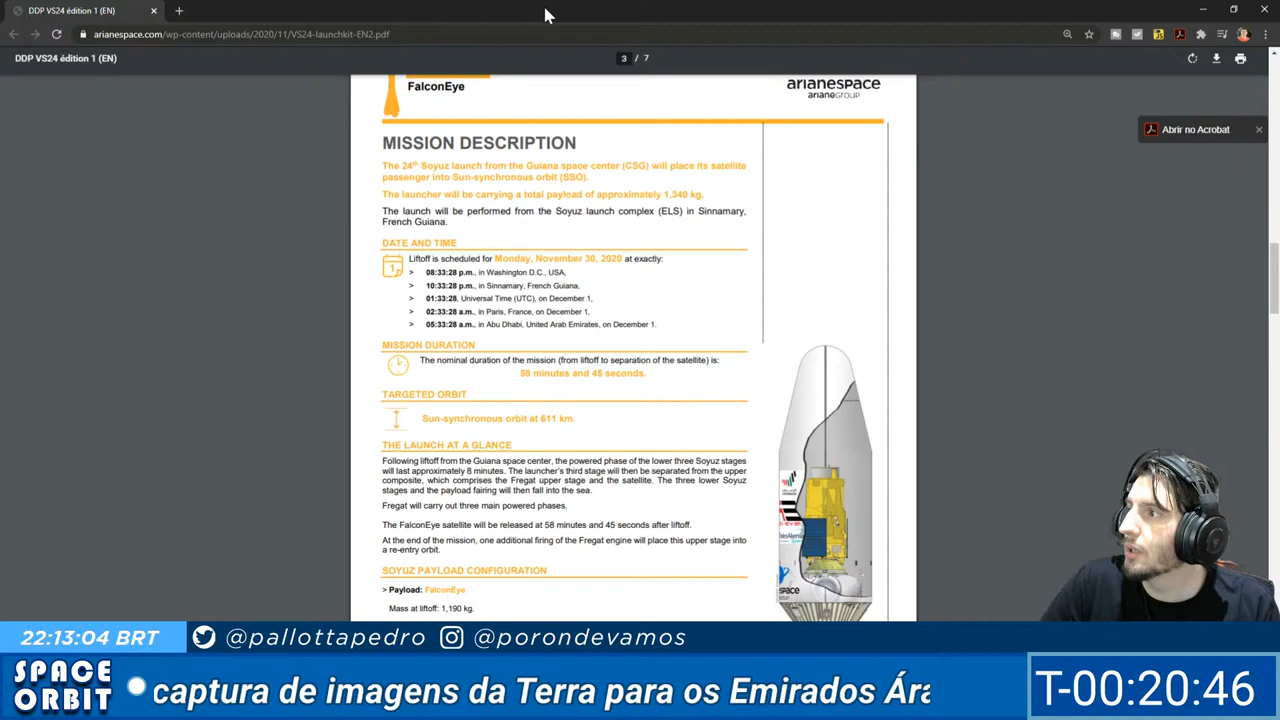 DDP VS24 édition 1 (EN)
arianespace.com/wp-content/uploads/2020/11/VS24-launchkit-EN2.pdf
DDP VS24 édition 1 (EN)
3 / 7
FalconEye
arianespace
arianeGROUP
Abrir no Acrobat
MISSION DESCRIPTION
The 24th Soyuz launch from the Guiana space center (CSG) will place its satellite
passenger into Sun-synchronous orbit (SSO).
The launcher will be carrying a total payload of approximately 1,340 kg.
The launch will be performed from the Soyuz launch complex (ELS) in Sinnamary,
French Guiana.
DATE AND TIME
Liftoff is scheduled for Monday, November 30, 2020 at exactly:
> 08:33:28 p.m., in Washington D.C., USA,
> 10:33:28 p.m., in Sinnamary, French Guiana,
> 01:33:28, Universal Time (UTC), on December 1,
> 02:33:28 a.m., in Paris, France, on December 1,
> 05:33:28 a.m., in Abu Dhabi, United Arab Emirates, on December 1.
MISSION DURATION
The nominal duration of the mission (from liftoff to separation of the satellite) is:
58 minutes and 45 seconds.
TARGETED ORBIT
Sun-synchronous orbit at 611 km.
THE LAUNCH AT A GLANCE
Following liftoff from the Guiana space center, the powered phase of the lower three Soyuz stages
will last approximately 8 minutes. The launcher's third stage will then be separated from the upper
composite, which comprises the Fregat upper stage and the satellite. The three lower Soyuz
stages and the payload fairing will then fall into the sea.
Fregat will carry out three main powered phases.
The FalconEye satellite will be released at 58 minutes and 45 seconds after liftoff.
At the end of the mission, one additional firing of the Fregat engine will place this upper stage into
a re-entry orbit.
SOYUZ PAYLOAD CONFIGURATION
> Payload: FalconEye
Mass at liftoff: 1,190 kg.
22:13:04 BRT
@pallottapedro
@porondevamos
SPACE
ORBIT
captura de imagens da Terra para os Emirados Ára
T-00:20:46